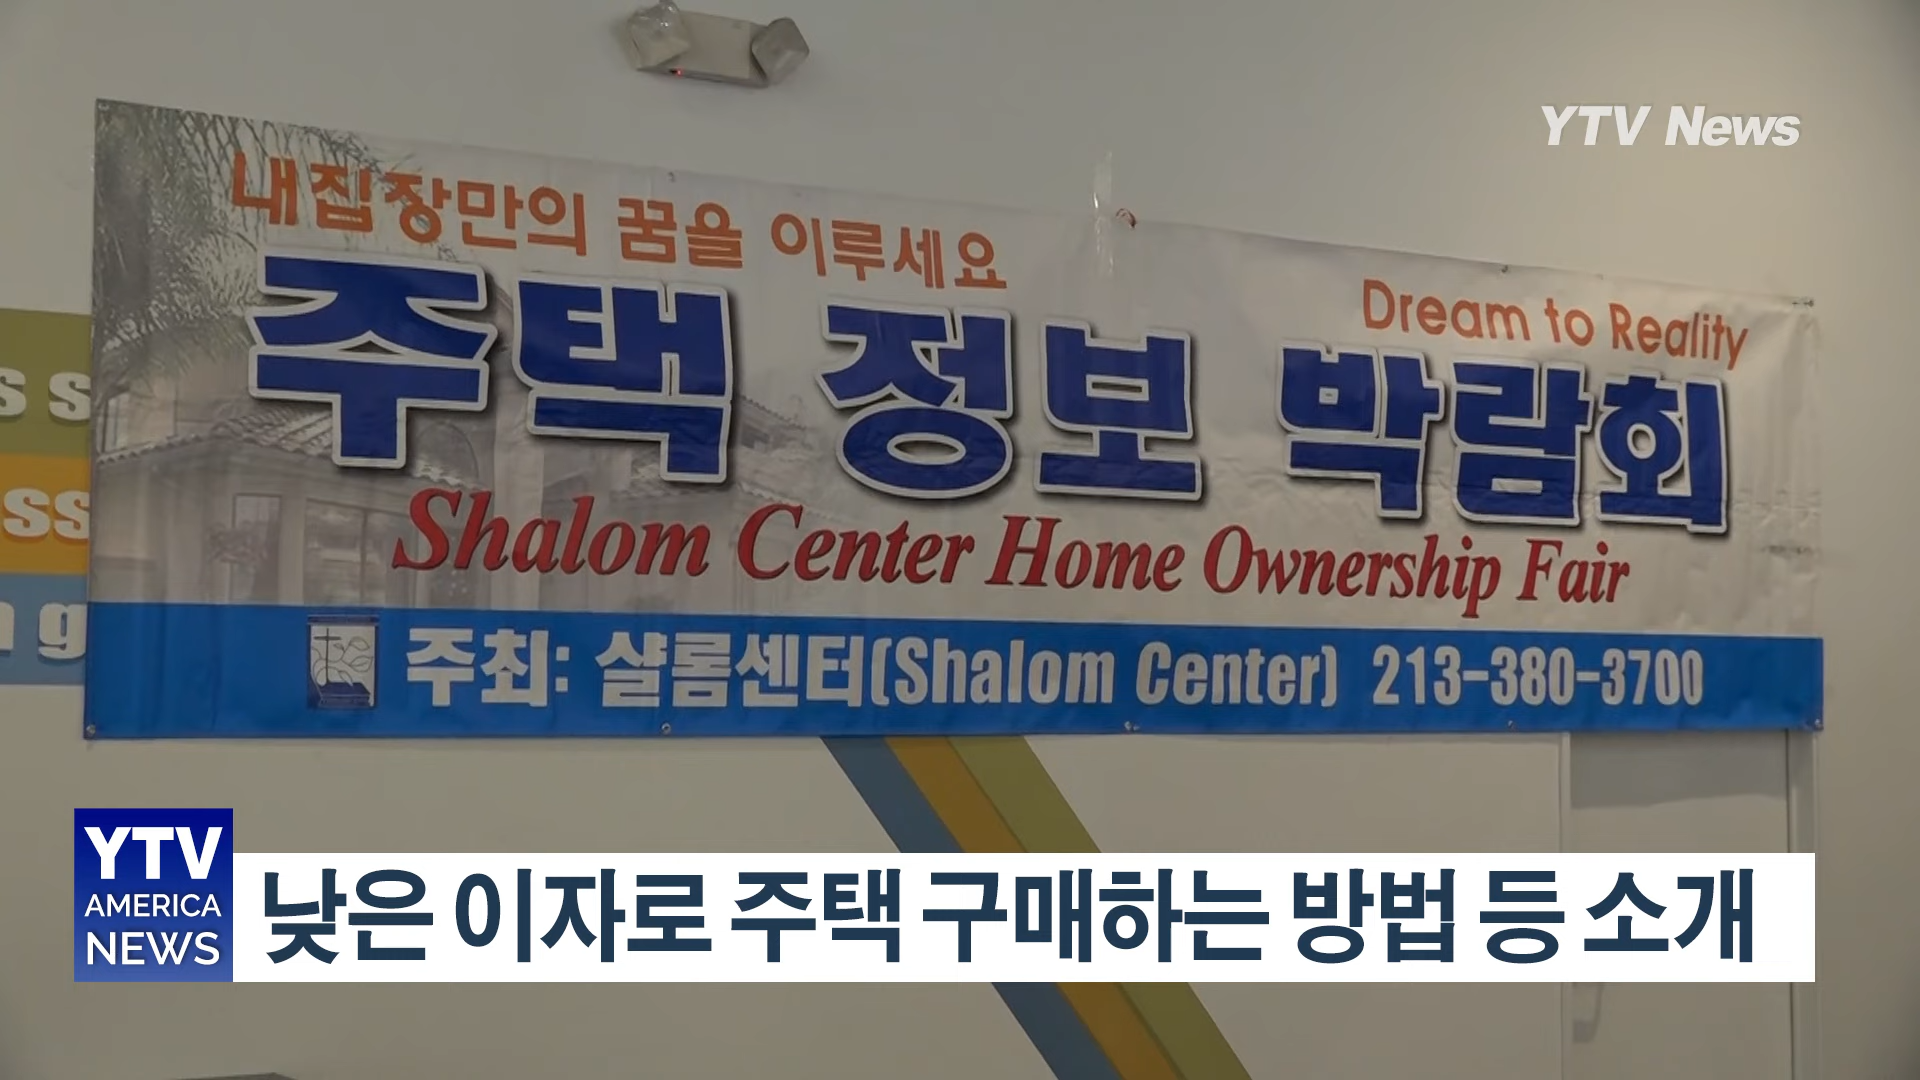 YTV News
내집장만의 꿈을 이루세요
Dream to Reality
주택 정보 박람회
Shalom Center Home Ownership Fair
주최: 샬롬센터(Shalom Center) 213-380-3700
s s
ss
g
YTV
AMERICA
NEWS
낮은 이자로 주택 구매하는 방법 등 소개